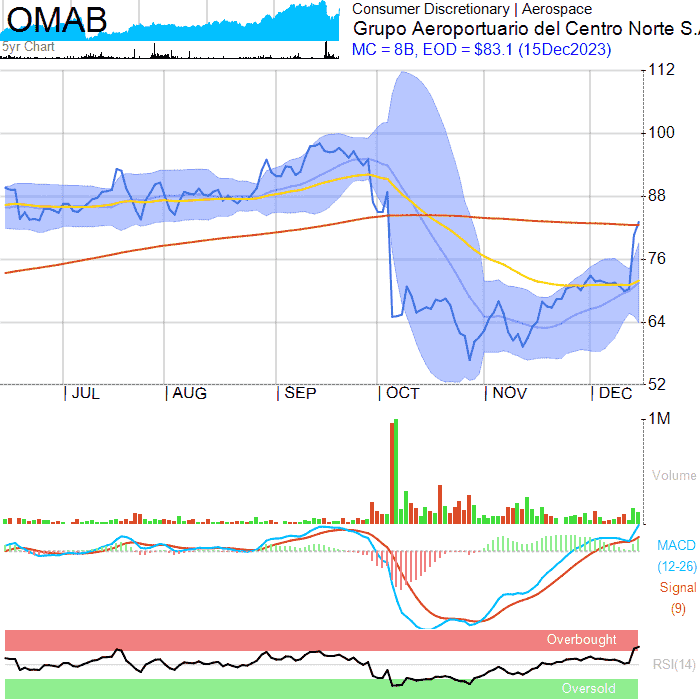 OMAB
5yr Chart
Consumer Discretionary | Aerospace
Grupo Aeroportuario del Centro Norte S.A
MC = 8B, EOD = $83.1 (15Dec2023)
112
100
88
76
64
52
JUL
AUG
SEP
OCT
NOV
DEC
1M
Volume
MACD
(12-26)
Signal
(9)
Overbought
RSI(14)
Oversold